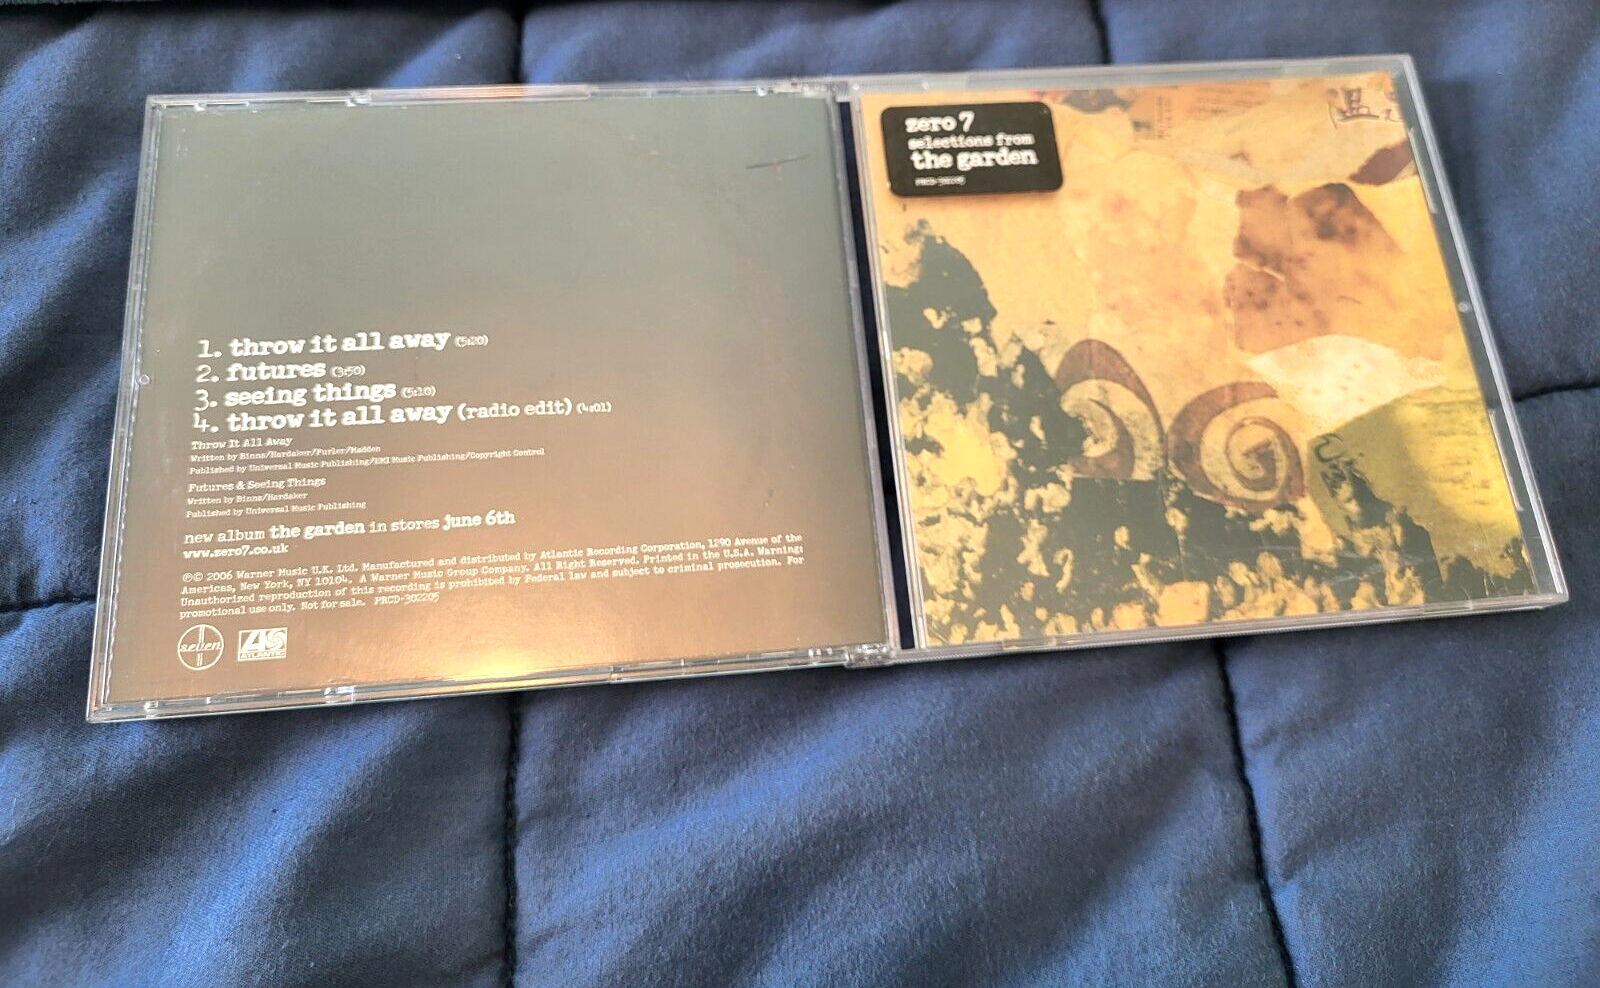 1. throw it all away (5:20)
2. futures (3:50)
3. seeing things (5:10)
4. throw it all away (radio edit) (4:01)
Throw It All Away
Written by Binns/Hardaker/Furler/Madden
Published by Universal Music Publishing/EMI Music Publishing/Copyright Control
Futures & Seeing Things
Written by Binns/Hardaker
Published by Universal Music Publishing
new album the garden in stores june 6th
www.zero7.co.uk
℗© 2006 Warner Music U.K. Ltd. Manufactured and distributed by Atlantic Recording Corporation, 1290 Avenue of the
Americas, New York, NY 10104. A Warner Music Group Company. All Right Reserved. Printed in the U.S.A. Warning:
Unauthorized reproduction of this recording is prohibited by Federal law and subject to criminal prosecution. For
promotional use only. Not for sale. PRCD-302205
seven
ATLANTIC
zero 7
selections from
the garden
PRCD-302205
温